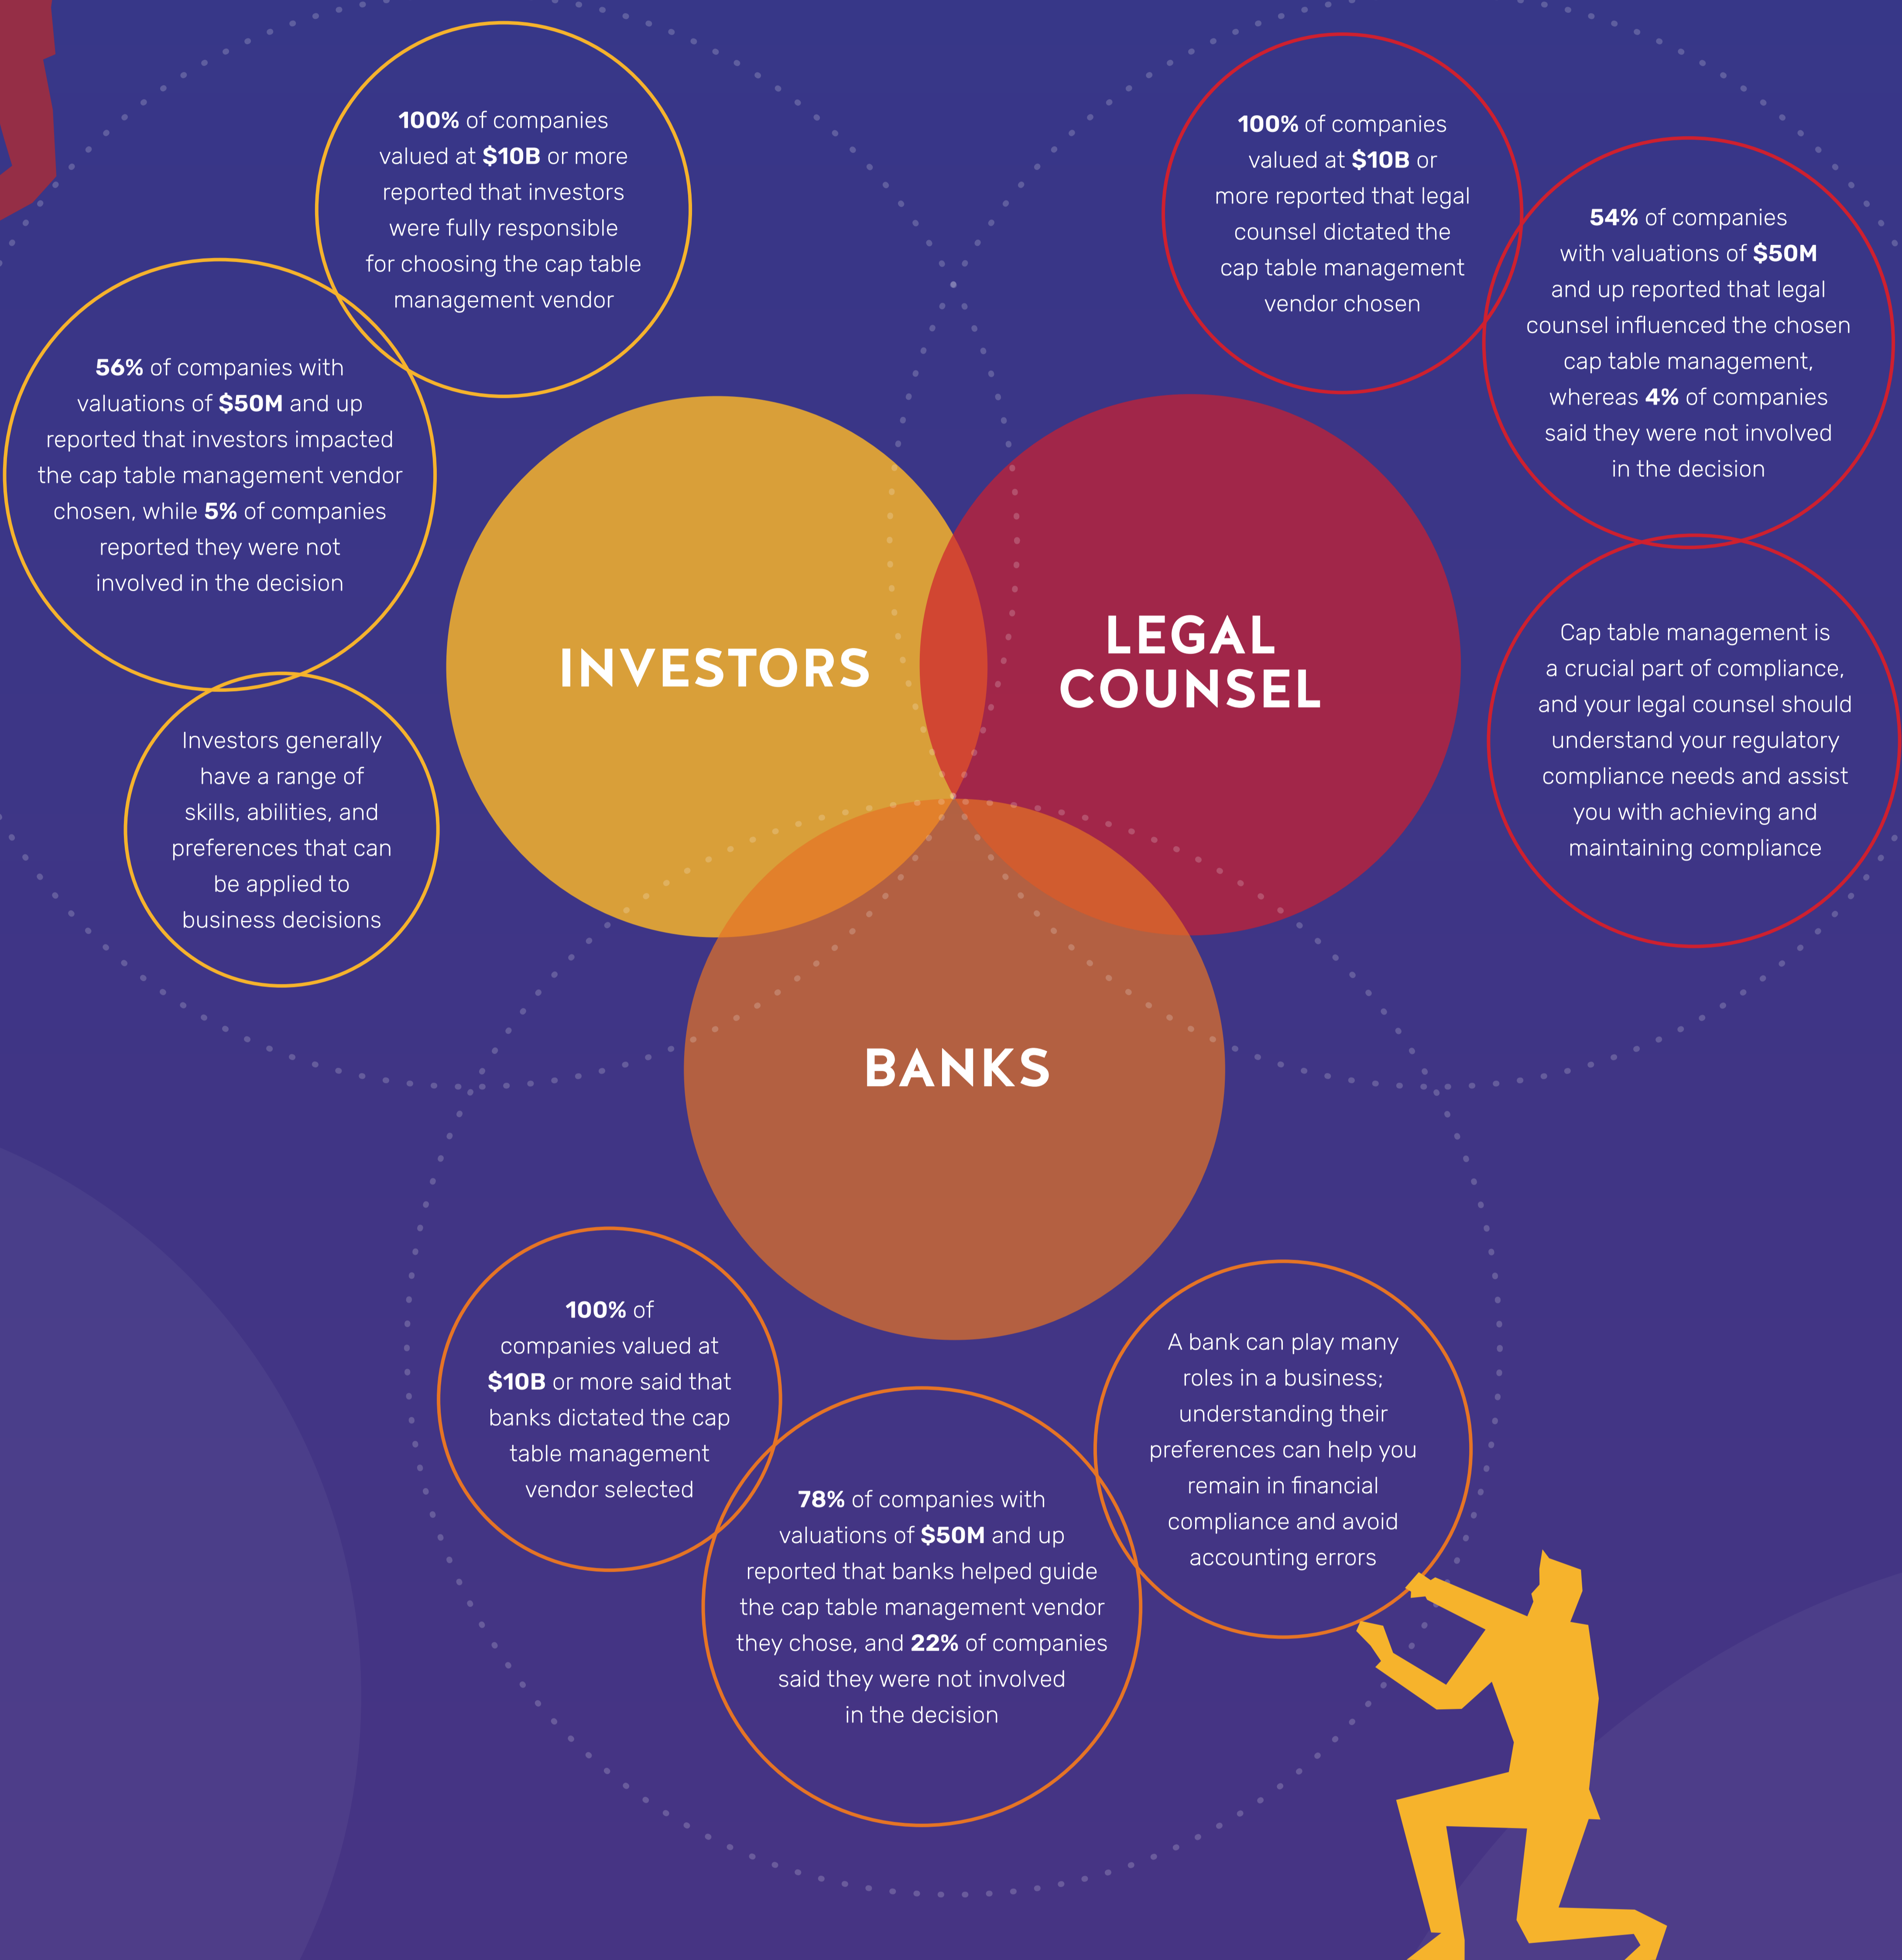 100% of companies
valued at $10B or more
reported that investors
were fully responsible
for choosing the cap table
management vendor
56% of companies with
valuations of $50M and up
reported that investors impacted
the cap table management vendor
chosen, while 5% of companies
reported they were not
involved in the decision
Investors generally
have a range of
skills, abilities, and
preferences that can
be applied to
business decisions
INVESTORS
100% of companies
valued at $10B or
more reported that legal
counsel dictated the
cap table management
vendor chosen
54% of companies
with valuations of $50M
and up reported that legal
counsel influenced the chosen
cap table management,
whereas 4% of companies
said they were not involved
in the decision
Cap table management is
a crucial part of compliance,
and your legal counsel should
understand your regulatory
compliance needs and assist
you with achieving and
maintaining compliance
LEGAL
COUNSEL
BANKS
100% of
companies valued at
$10B or more said that
banks dictated the cap
table management
vendor selected
78% of companies with
valuations of $50M and up
reported that banks helped guide
the cap table management vendor
they chose, and 22% of companies
said they were not involved
in the decision
A bank can play many
roles in a business;
understanding their
preferences can help you
remain in financial
compliance and avoid
accounting errors